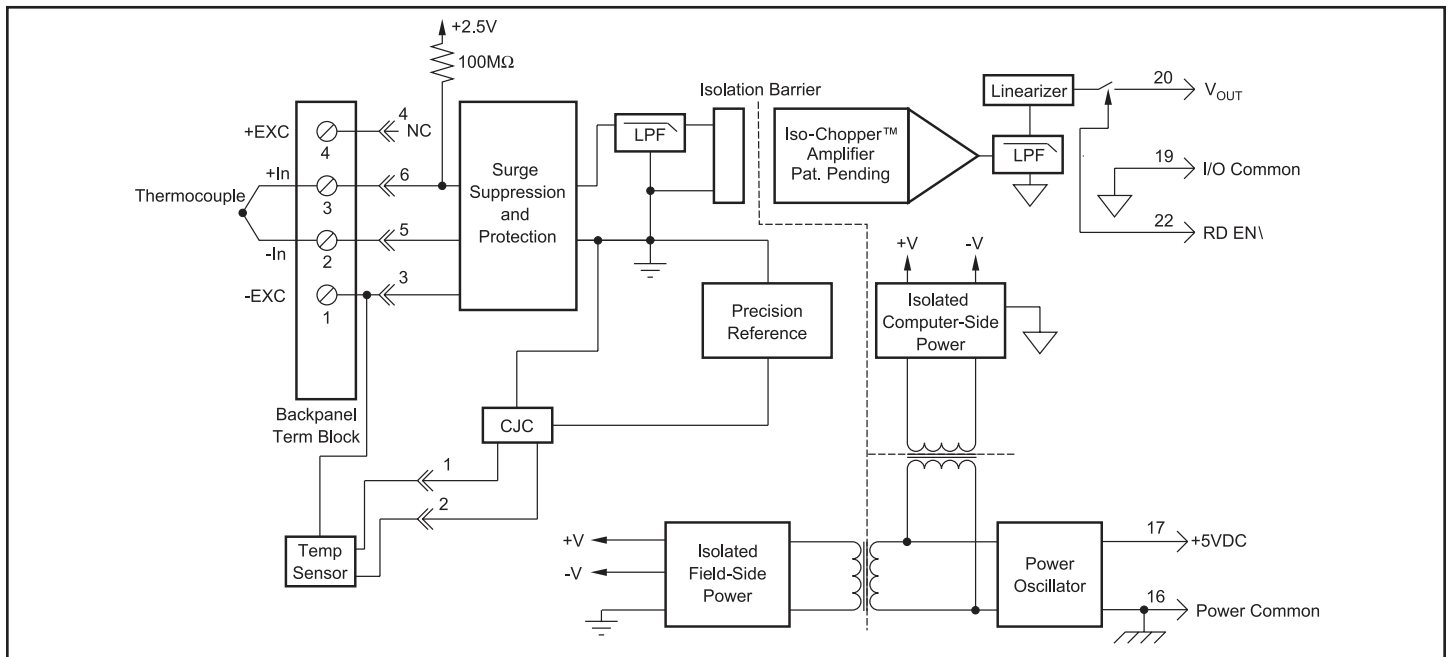 +2.5V
100MΩ
Isolation Barrier
+EXC
4
4
NC
+In
3
6
Thermocouple
-In
2
5
-EXC
1
3
Backpanel
Term Block
Surge
Suppression
and
Protection
LPF
Iso-Chopper™
Amplifier
Pat. Pending
LPF
Linearizer
20
VOUT
19
I/O Common
22
RD EN\
+V
-V
Isolated
Computer-Side
Power
Precision
Reference
CJC
1
2
Temp
Sensor
+V
-V
Isolated
Field-Side
Power
Power
Oscillator
17
+5VDC
16
Power Common